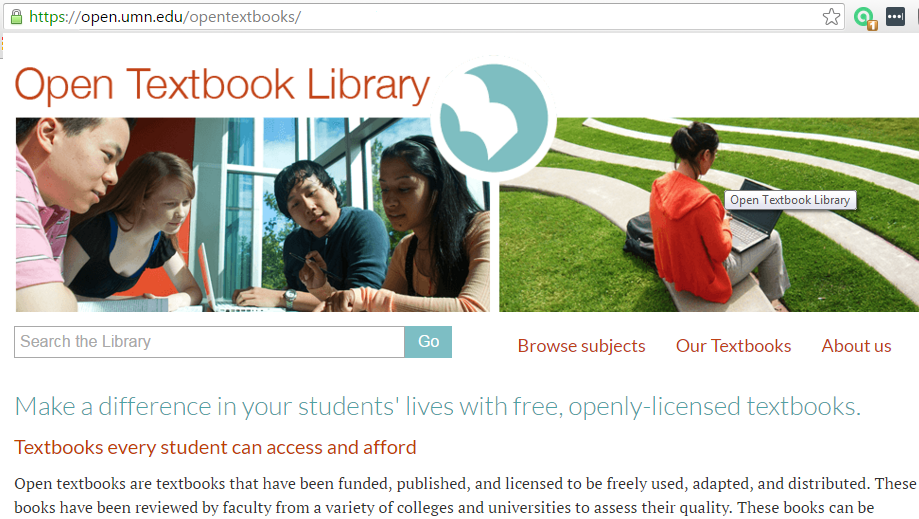 https://open.umn.edu/opentextbooks/
1
Open Textbook Library
Open Textbook Library
Search the Library
Go
Browse subjects
Our Textbooks
About us
Make a difference in your students' lives with free, openly-licensed textbooks.
Textbooks every student can access and afford
Open textbooks are textbooks that have been funded, published, and licensed to be freely used, adapted, and distributed. These
books have been reviewed by faculty from a variety of colleges and universities to assess their quality. These books can be